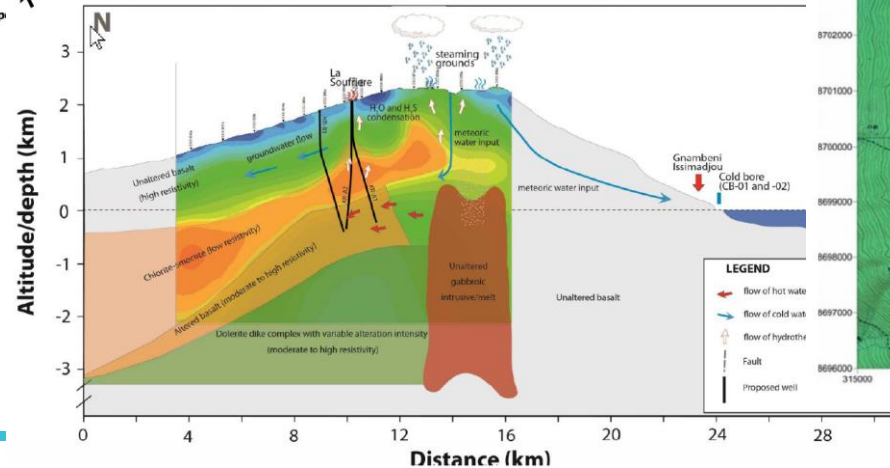 N
Altitude/depth (km)
3
2
1
0
-1
-2
-3
La
Soufrière
steaming
grounds
H₂O and H₂S
condensation
groundwater flow
meteoric
water input
Unaltered basalt
(high resistivity)
Chlorite-smectite (low resistivity)
Altered basalt (moderate to high resistivity)
Dolerite dike complex with variable alteration intensity
(moderate to high resistivity)
Unaltered
gabbroic
intrusive/melt
meteoric water input
Unaltered basalt
Gnambeni
Issimadjou
Cold bore
(CB-01 and -02)
LEGEND
flow of hot wate
flow of cold wate
flow of hydrothe
Fault
Proposed well
0 4 8 12 16 20 24 28
Distance (km)
8702000
8701000
8700000
8699000
8698000
8697000
8696000
315000